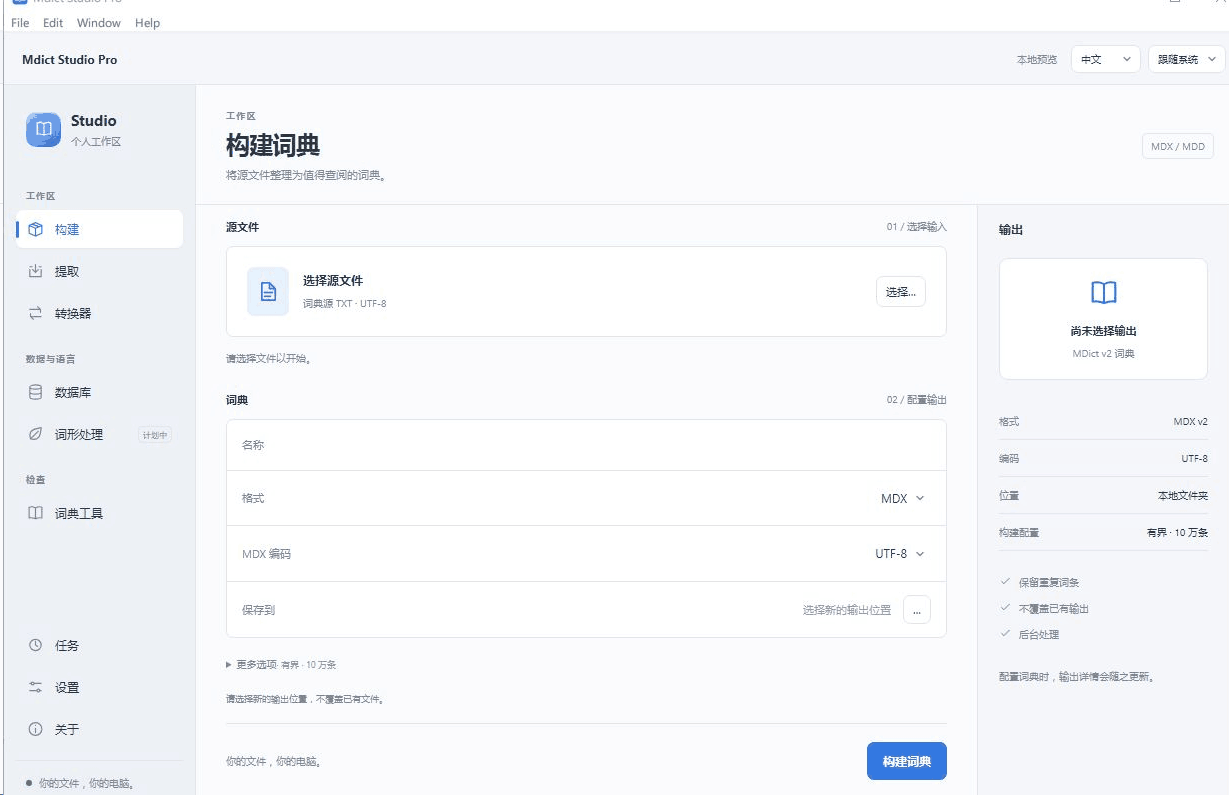 Mdict Studio Pro
File Edit Window Help
Mdict Studio Pro
本地预览 中文 跟随系统
Studio
个人工作区
工作区
构建
提取
转换器
数据与语言
数据库
词形处理 计划中
检查
词典工具
任务
设置
关于
你的文件，你的电脑。
工作区
构建词典
将源文件整理为值得查阅的词典。
MDX / MDD
源文件 01 / 选择输入
选择源文件
词典源 TXT · UTF-8
选择...
请选择文件以开始。
词典 02 / 配置输出
名称
格式 MDX
MDX 编码 UTF-8
保存到 选择新的输出位置 ...
更多选项 有界 · 10 万条
请选择新的输出位置，不覆盖已有文件。
你的文件，你的电脑。
构建词典
输出
尚未选择输出
MDict v2 词典
格式 MDX v2
编码 UTF-8
位置 本地文件夹
构建配置 有界 · 10 万条
保留重复词条
不覆盖已有输出
后台处理
配置词典时，输出详情会随之更新。